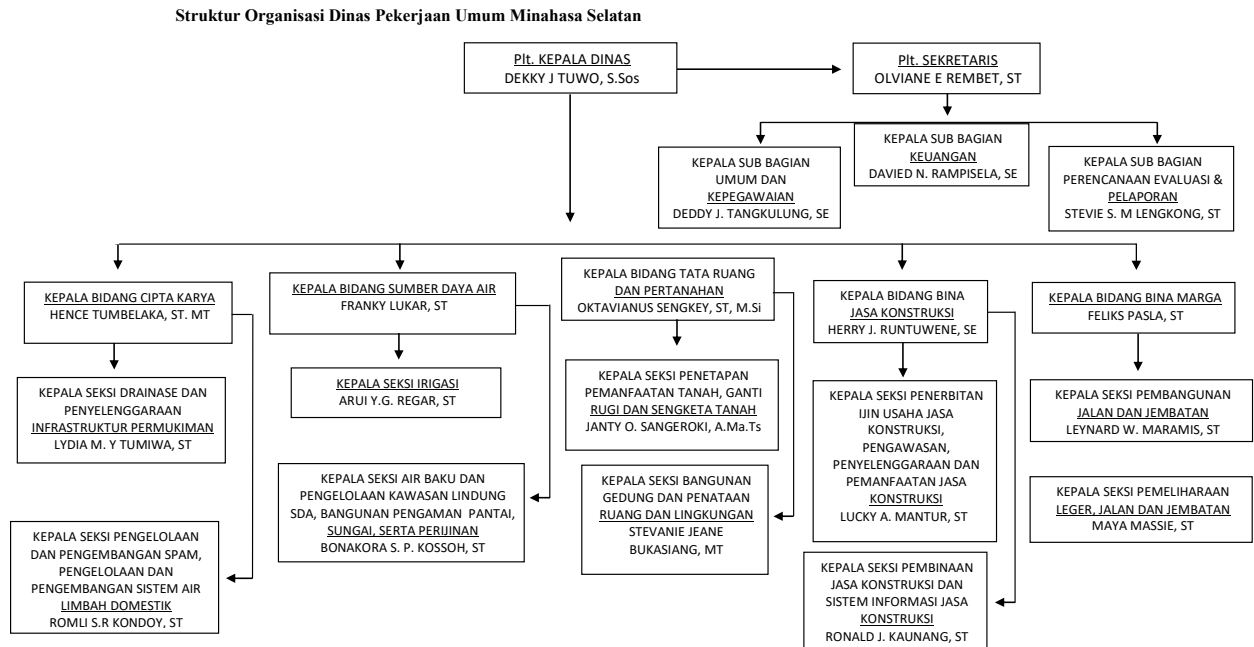 Struktur Organisasi Dinas Pekerjaan Umum Minahasa Selatan
Plt. KEPALA DINAS
DEKKY J TUWO, S.Sos
Plt. SEKRETARIS
OLVIANE E REMBET, ST
KEPALA SUB BAGIAN
UMUM DAN
KEPEGAWAIAN
DEDDY J. TANGKULUNG, SE
KEPALA SUB BAGIAN
KEUANGAN
DAVIED N. RAMPISELA, SE
KEPALA SUB BAGIAN
PERENCANAAN EVALUASI &
PELAPORAN
STEVIE S. M LENGKONG, ST
KEPALA BIDANG CIPTA KARYA
HENCE TUMBELAKA, ST. MT
KEPALA BIDANG SUMBER DAYA AIR
FRANKY LUKAR, ST
KEPALA BIDANG TATA RUANG
DAN PERTANAHAN
OKTAVIANUS SENGKEY, ST, M.Si
KEPALA BIDANG BINA
JASA KONSTRUKSI
HERRY J. RUNTUWENE, SE
KEPALA BIDANG BINA MARGA
FELIKS PASLA, ST
KEPALA SEKSI DRAINASE DAN
PENYELENGGARAAN
INFRASTRUKTUR PERMUKIMAN
LYDIA M. Y TUMIWA, ST
KEPALA SEKSI IRIGASI
ARUI Y.G. REGAR, ST
KEPALA SEKSI PENETAPAN
PEMANFAATAN TANAH, GANTI
RUGI DAN SENGKETA TANAH
JANTY O. SANGEROKI, A.Ma.Ts
KEPALA SEKSI PENERBITAN
IJIN USAHA JASA
KONSTRUKSI,
PENGAWASAN,
PENYELENGGARAAN DAN
PEMANFAATAN JASA
KONSTRUKSI
LUCKY A. MANTUR, ST
KEPALA SEKSI PEMBANGUNAN
JALAN DAN JEMBATAN
LEYNARD W. MARAMIS, ST
KEPALA SEKSI PENGELOLAAN
DAN PENGEMBANGAN SPAM,
PENGELOLAAN DAN
PENGEMBANGAN SISTEM AIR
LIMBAH DOMESTIK
ROMLI S.R KONDOY, ST
KEPALA SEKSI AIR BAKU DAN
PENGELOLAAN KAWASAN LINDUNG
SDA, BANGUNAN PENGAMAN PANTAI,
SUNGAI, SERTA PERIJINAN
BONAKORA S. P. KOSSOH, ST
KEPALA SEKSI BANGUNAN
GEDUNG DAN PENATAAN
RUANG DAN LINGKUNGAN
STEVANIE JEANE
BUKASIANG, MT
KEPALA SEKSI PEMBINAAN
JASA KONSTRUKSI DAN
SISTEM INFORMASI JASA
KONSTRUKSI
RONALD J. KAUNANG, ST
KEPALA SEKSI PEMELIHARAAN
LEGER, JALAN DAN JEMBATAN
MAYA MASSIE, ST